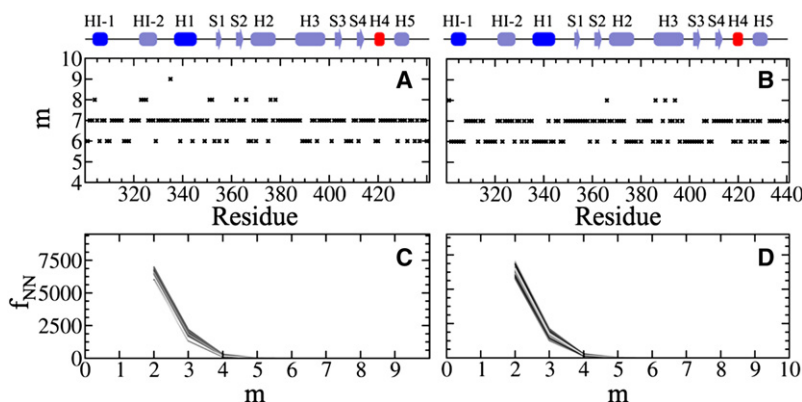 HI-1 HI-2 H1 S1 S2 H2 H3 S3 S4 H4 H5
HI-1 HI-2 H1 S1 S2 H2 H3 S3 S4 H4 H5
m
10
9
8
7
6
5
4
A
B
320 340 360 380 400 420
320 340 360 380 400 420 440
Residue
Residue
f_NN
7500
5000
2500
0
C
D
0 1 2 3 4 5 6 7 8 9
0 1 2 3 4 5 6 7 8 9 10
m
m